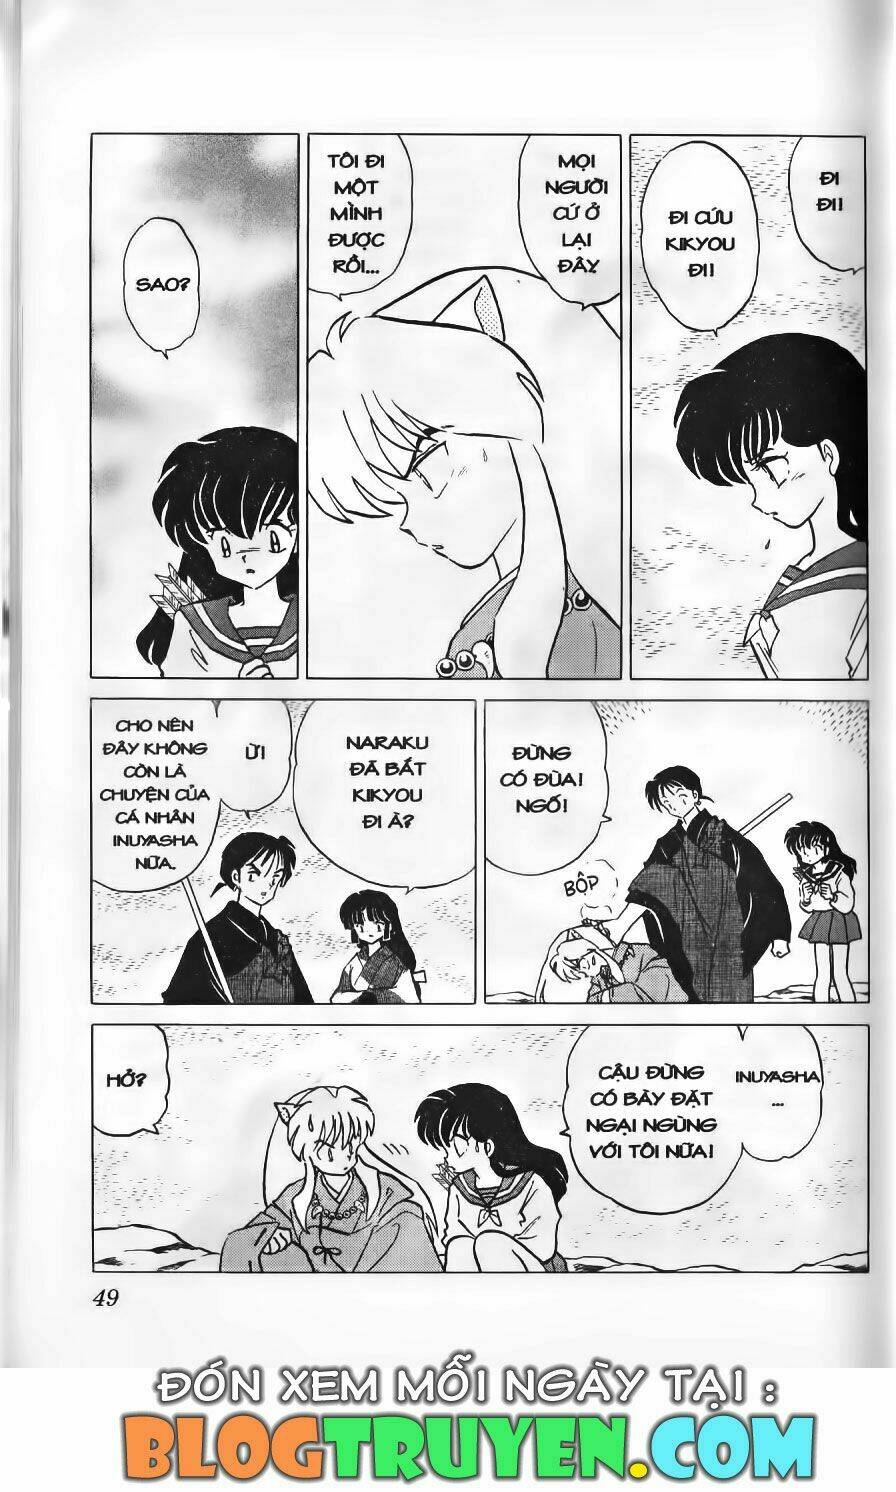 ĐI
ĐI!
ĐI CỨU
KIKYOU
ĐI!
MỌI
NGƯỜI
CỨ Ở
LẠI
ĐÂY.
TÔI ĐI
MỘT
MÌNH
ĐƯỢC
RỒI...
SAO?
ĐỪNG
CÓ ĐÙA!
NGỐ!
BỘP
NARAKU
ĐÃ BẮT
KIKYOU
ĐI À?
Ừ!
CHO NÊN
ĐÂY KHÔNG
CÒN LÀ
CHUYỆN CỦA
CÁ NHÂN
INUYASHA
NỮA.
INUYASHA
...
CẬU ĐỪNG
CÓ BÀY ĐẶT
NGẠI NGÙNG
VỚI TÔI NỮA!
HỞ?
49
ĐÓN XEM MỖI NGÀY TẠI :
BLOGTRUYEN.COM